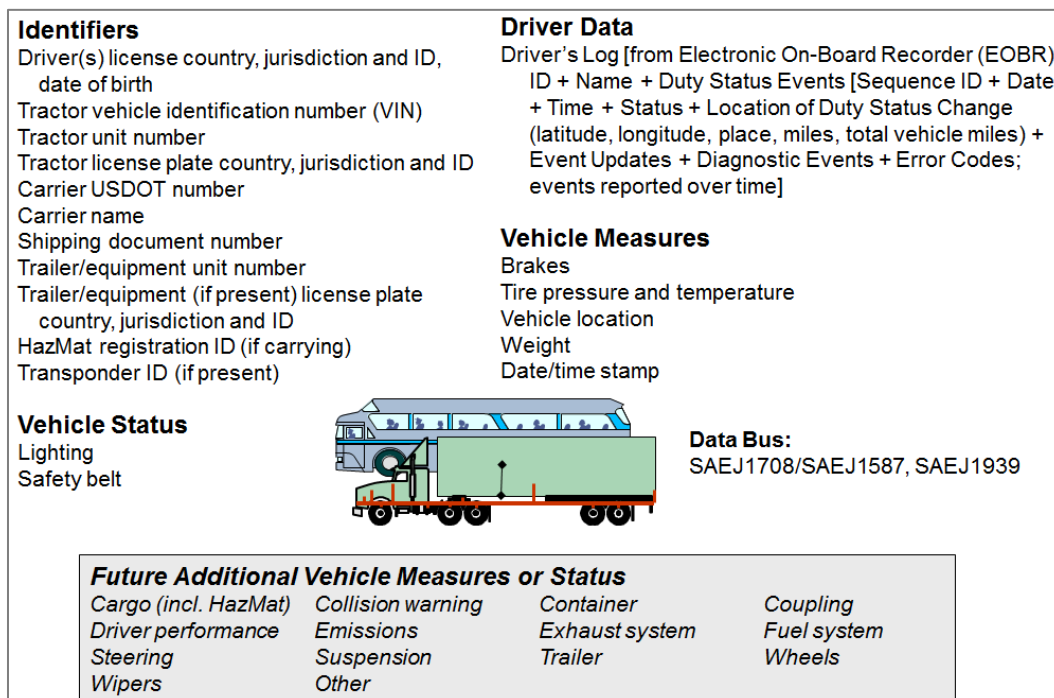 Identifiers
Driver(s) license country, jurisdiction and ID,
date of birth
Tractor vehicle identification number (VIN)
Tractor unit number
Tractor license plate country, jurisdiction and ID
Carrier USDOT number
Carrier name
Shipping document number
Trailer/equipment unit number
Trailer/equipment (if present) license plate
country, jurisdiction and ID
HazMat registration ID (if carrying)
Transponder ID (if present)
Vehicle Status
Lighting
Safety belt
Driver Data
Driver's Log [from Electronic On-Board Recorder (EOBR)
ID + Name + Duty Status Events [Sequence ID + Date
+ Time + Status + Location of Duty Status Change
(latitude, longitude, place, miles, total vehicle miles) +
Event Updates + Diagnostic Events + Error Codes;
events reported over time]
Vehicle Measures
Brakes
Tire pressure and temperature
Vehicle location
Weight
Date/time stamp
Data Bus:
SAEJ1708/SAEJ1587, SAEJ1939
Future Additional Vehicle Measures or Status
Cargo (incl. HazMat) Collision warning Container Coupling
Driver performance Emissions Exhaust system Fuel system
Steering Suspension Trailer Wheels
Wipers Other